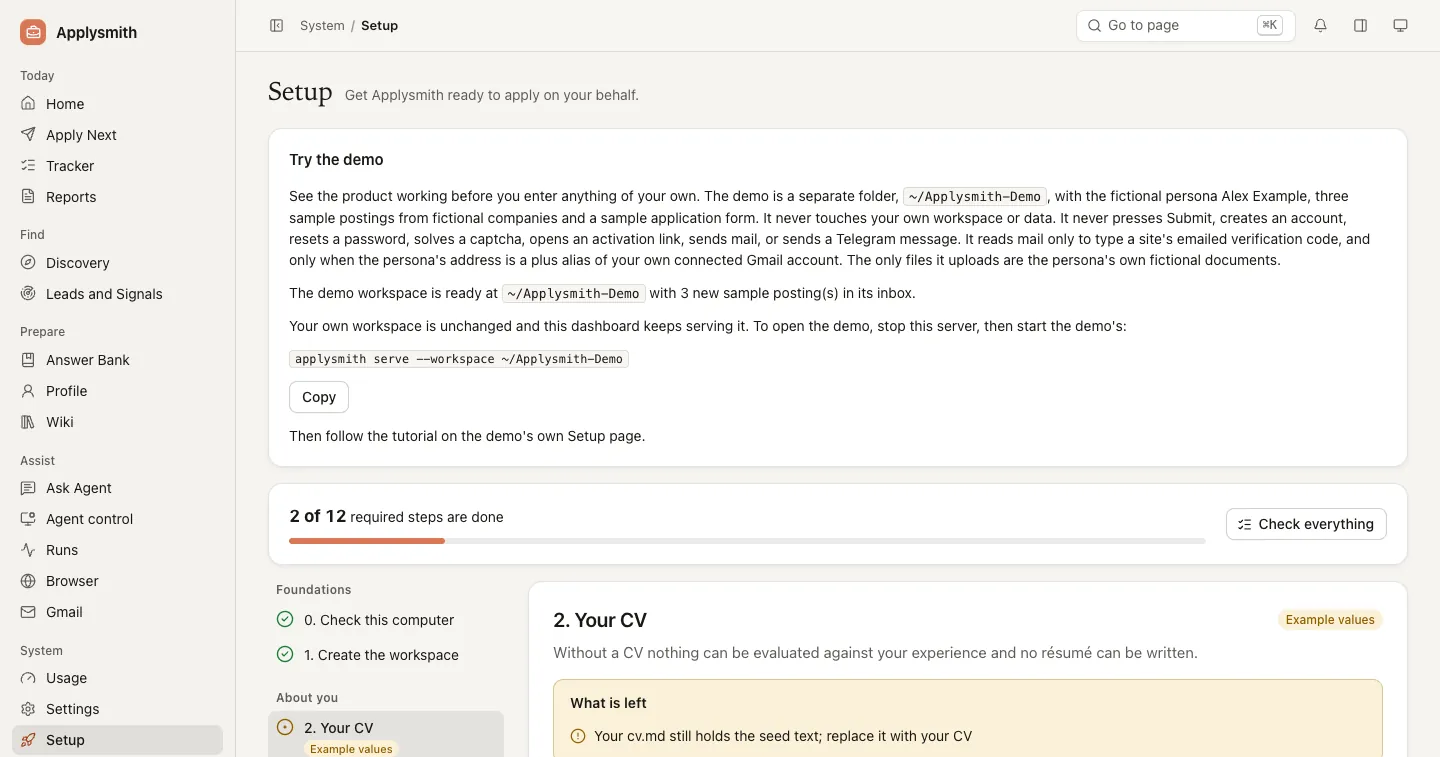 Applysmith
Today
Home
Apply Next
Tracker
Reports
Find
Discovery
Leads and Signals
Prepare
Answer Bank
Profile
Wiki
Assist
Ask Agent
Agent control
Runs
Browser
Gmail
System
Usage
Settings
Setup
System / Setup
Go to page ⌘K
Setup Get Applysmith ready to apply on your behalf.
Try the demo
See the product working before you enter anything of your own. The demo is a separate folder, ~/Applysmith-Demo, with the fictional persona Alex Example, three
sample postings from fictional companies and a sample application form. It never touches your own workspace or data. It never presses Submit, creates an account,
resets a password, solves a captcha, opens an activation link, sends mail, or sends a Telegram message. It reads mail only to type a site's emailed verification code, and
only when the persona's address is a plus alias of your own connected Gmail account. The only files it uploads are the persona's own fictional documents.
The demo workspace is ready at ~/Applysmith-Demo with 3 new sample posting(s) in its inbox.
Your own workspace is unchanged and this dashboard keeps serving it. To open the demo, stop this server, then start the demo's:
applysmith serve --workspace ~/Applysmith-Demo
Copy
Then follow the tutorial on the demo's own Setup page.
2 of 12 required steps are done
Check everything
Foundations
0. Check this computer
1. Create the workspace
About you
2. Your CV
Example values
2. Your CV
Example values
Without a CV nothing can be evaluated against your experience and no résumé can be written.
What is left
Your cv.md still holds the seed text; replace it with your CV